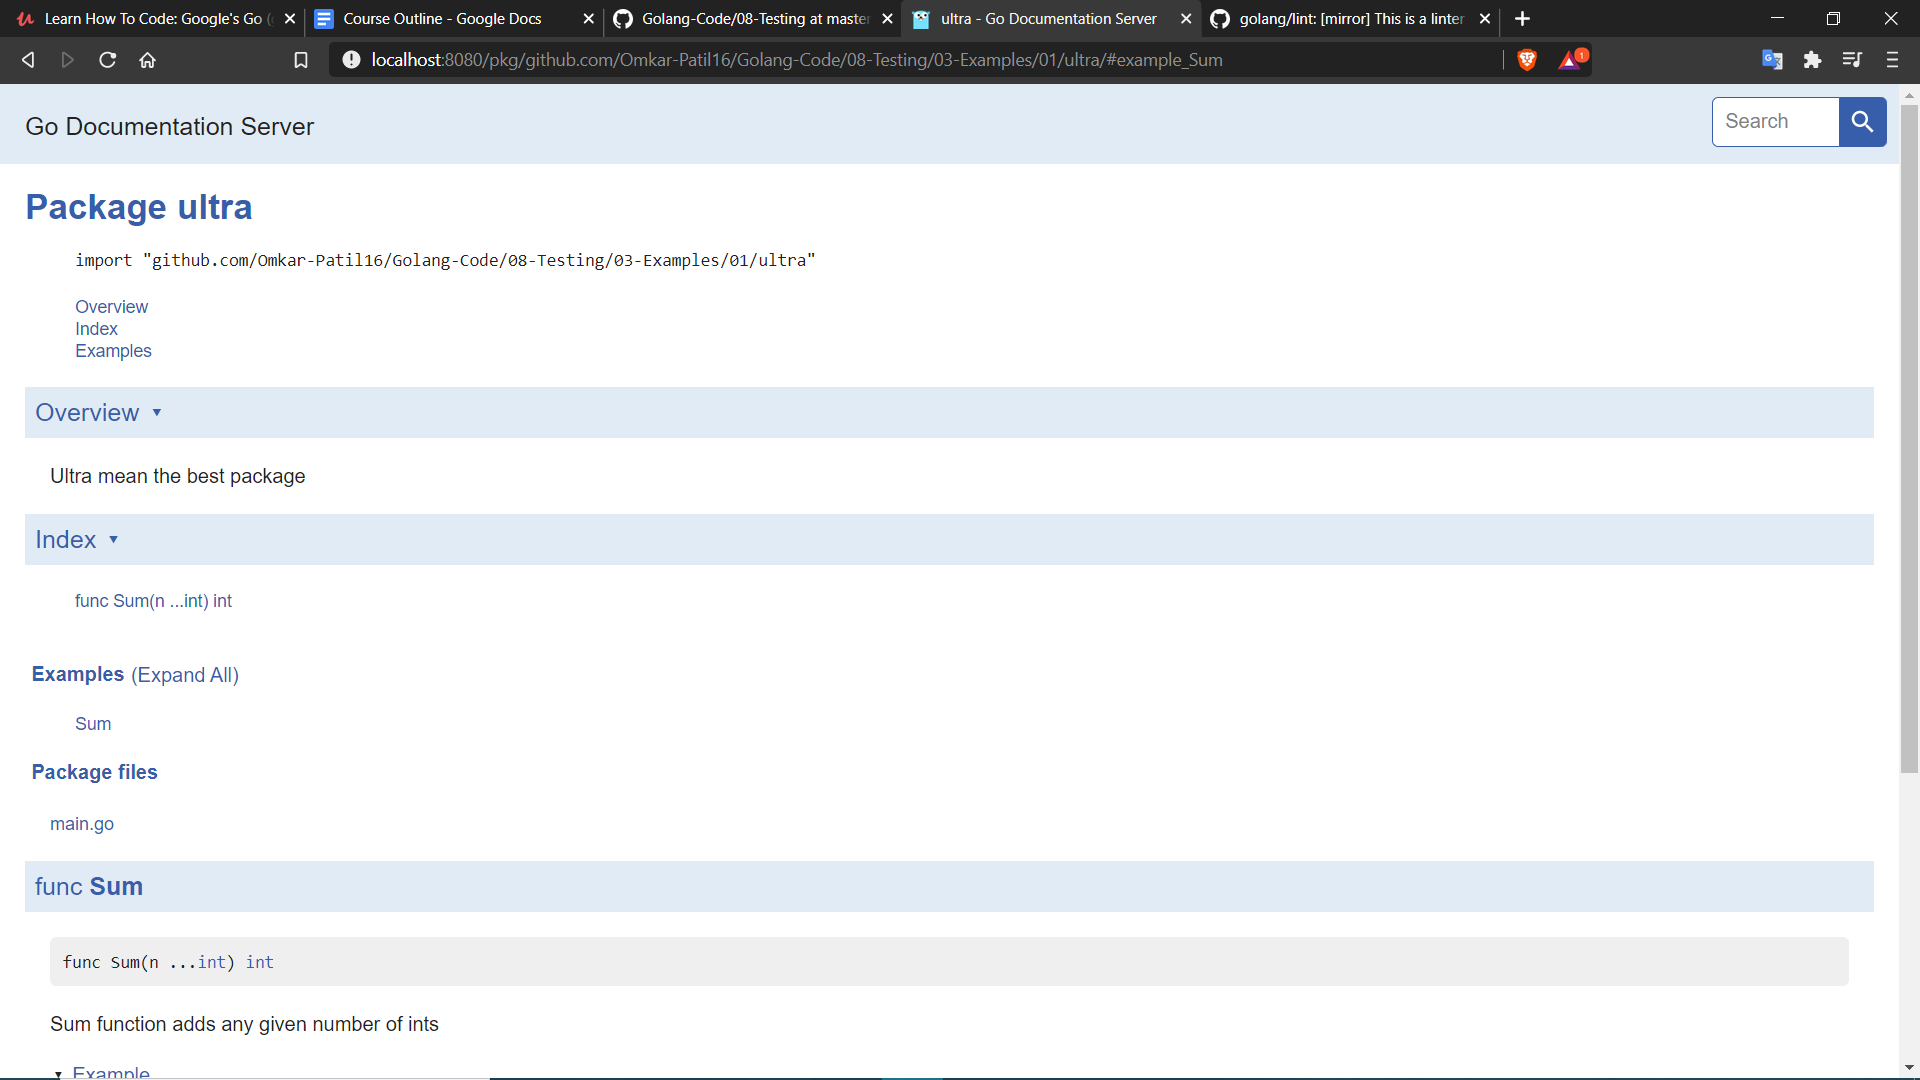 Learn How To Code: Google's Go (
Course Outline - Google Docs
Golang-Code/08-Testing at master
ultra - Go Documentation Server
golang/lint: [mirror] This is a linter
localhost:8080/pkg/github.com/Omkar-Patil16/Golang-Code/08-Testing/03-Examples/01/ultra/#example_Sum
1
Go Documentation Server
Search
Package ultra
import "github.com/Omkar-Patil16/Golang-Code/08-Testing/03-Examples/01/ultra"
Overview
Index
Examples
Overview ▾
Ultra mean the best package
Index ▾
func Sum(n ...int) int
Examples (Expand All)
Sum
Package files
main.go
func Sum
func Sum(n ...int) int
Sum function adds any given number of ints
▾ Example